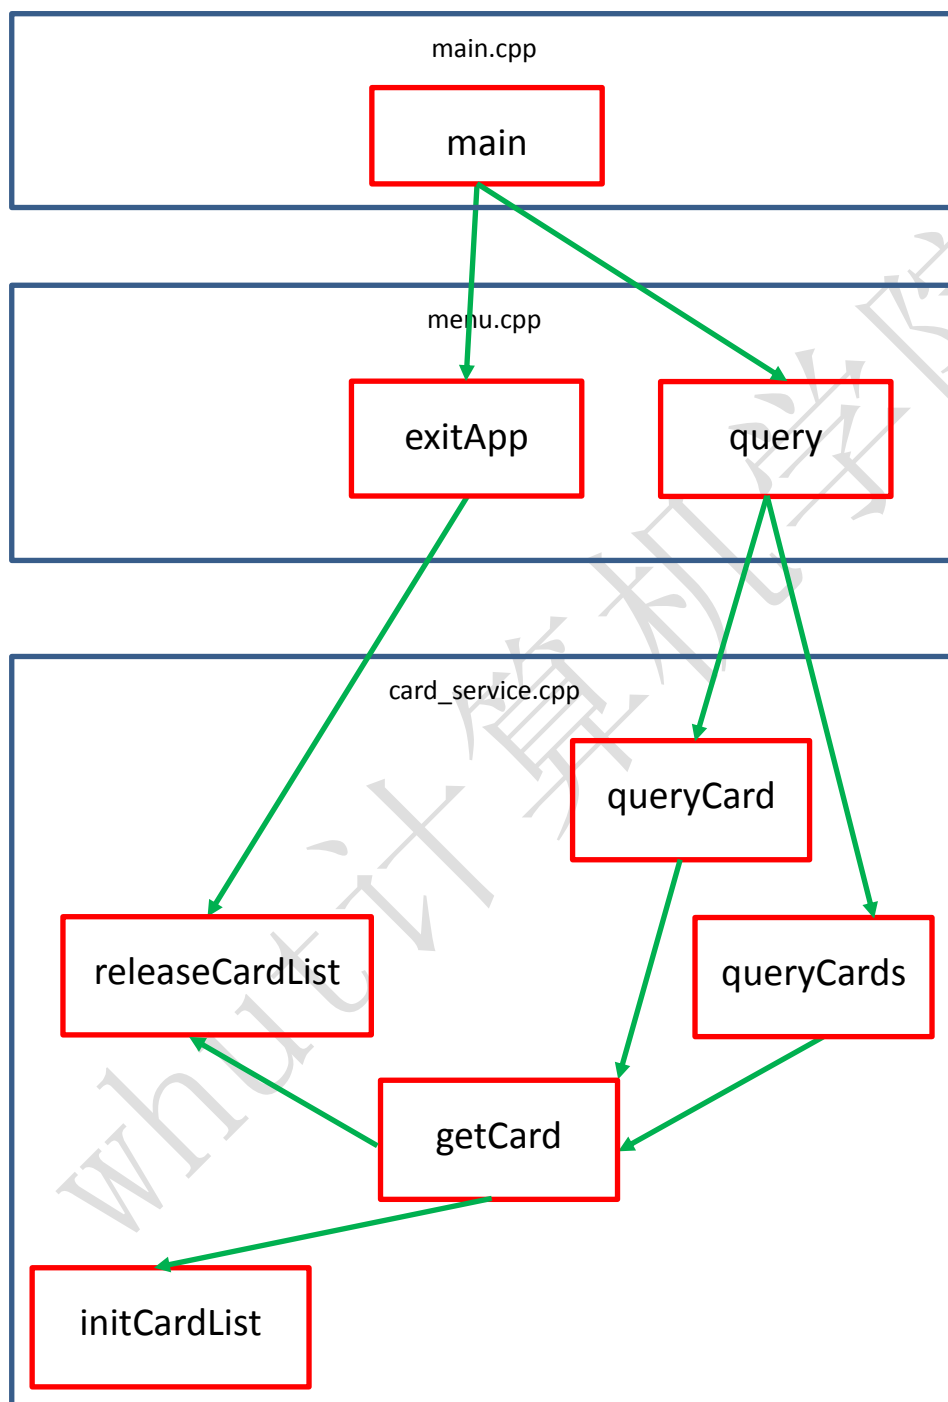 main.cpp
main
menu.cpp
exitApp
query
card_service.cpp
queryCard
releaseCardList
queryCards
getCard
initCardList
whut计算机学院